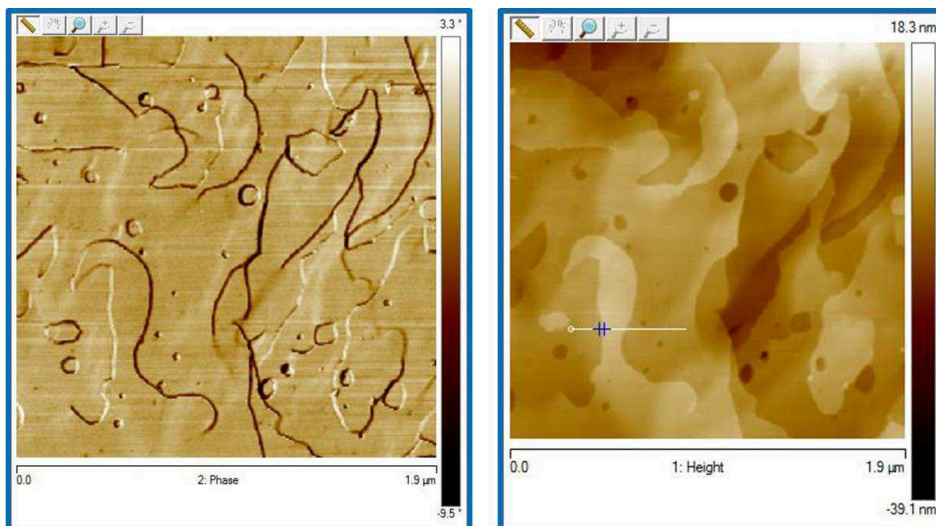 3.3 °
0.0
2: Phase
1.9 µm
-9.5 °
18.3 nm
0.0
1: Height
1.9 µm
-39.1 nm